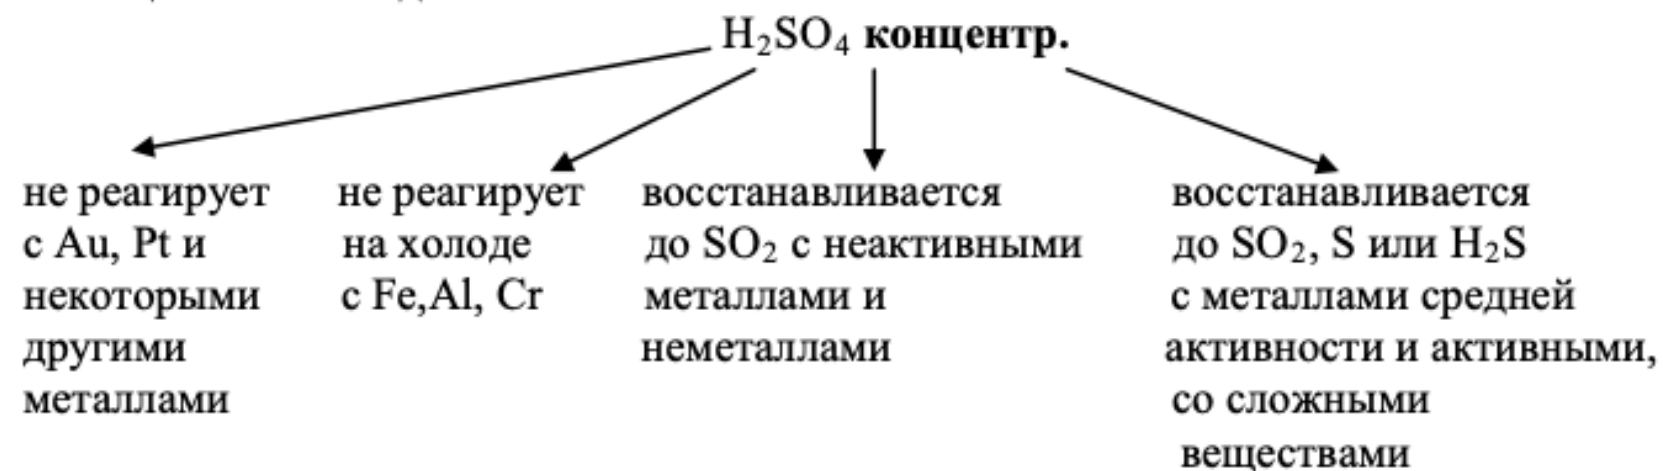 H₂SO₄ концентр.
не реагирует
с Au, Pt и
некоторыми
другими
металлами
не реагирует
на холоде
с Fe,Al, Cr
восстанавливается
до SO₂ с неактивными
металлами и
неметаллами
восстанавливается
до SO₂, S или H₂S
с металлами средней
активности и активными,
со сложными
веществами